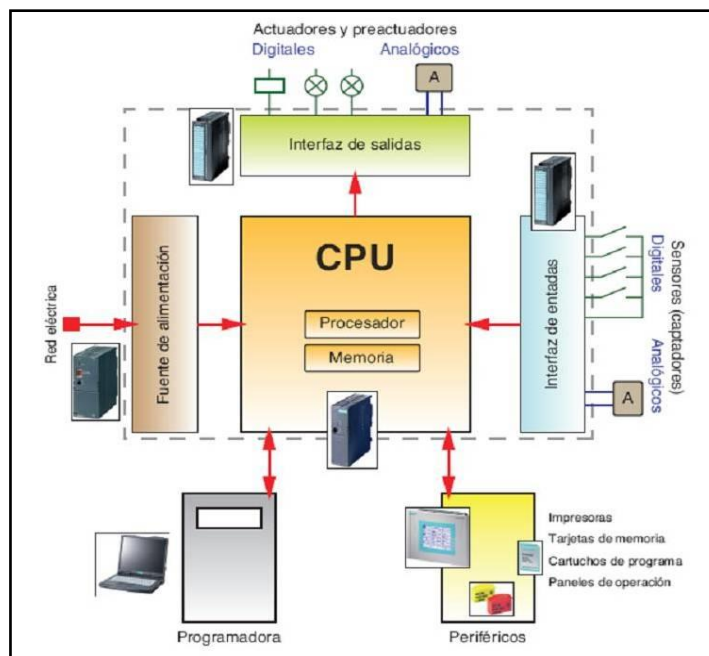 Actuadores y preactuadores
Digitales
Analógicos
A
Interfaz de salidas
Red eléctrica
Fuente de alimentación
CPU
Procesador
Memoria
Interfaz de entadas
Digitales
Sensores (captadores)
Analógicos
A
Programadora
Impresoras
Tarjetas de memoria
Cartuchos de programa
Paneles de operación
Periféricos